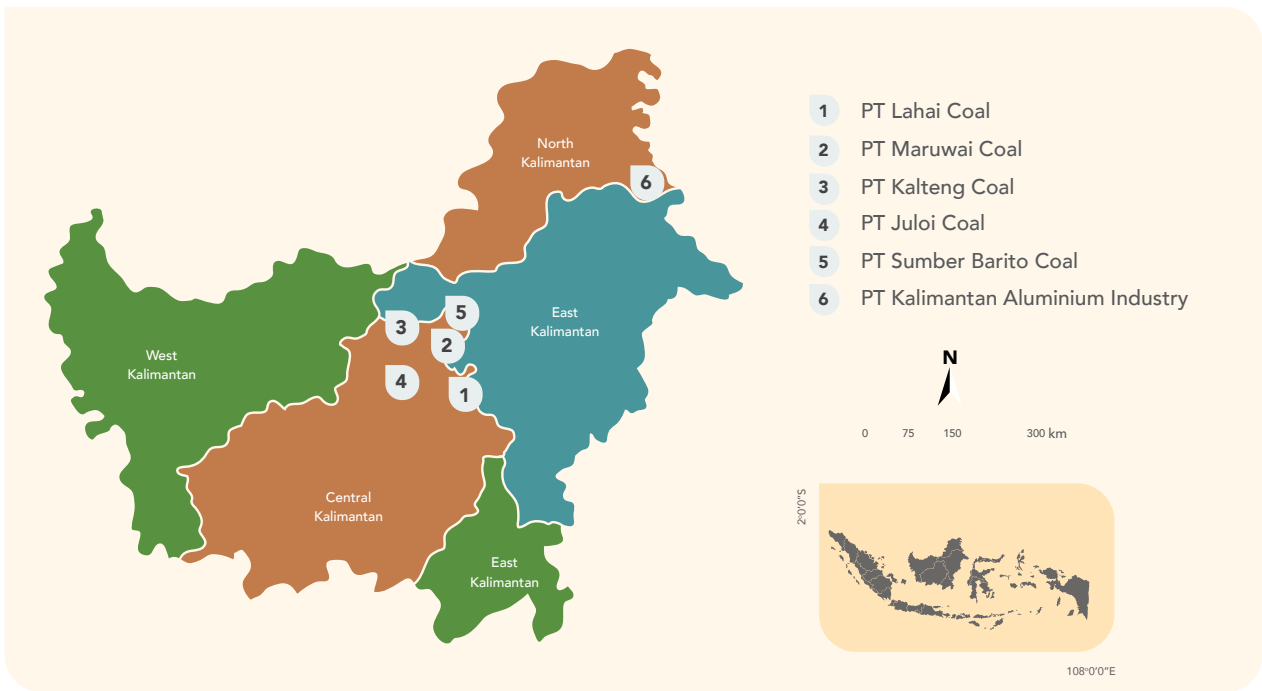 North
Kalimantan
6
5
3
2
4
1
East
Kalimantan
West
Kalimantan
Central
Kalimantan
East
Kalimantan
1 PT Lahai Coal
2 PT Maruwai Coal
3 PT Kalteng Coal
4 PT Juloi Coal
5 PT Sumber Barito Coal
6 PT Kalimantan Aluminium Industry
N
0 75 150 300 km
2°0'0"S
108°0'0"E